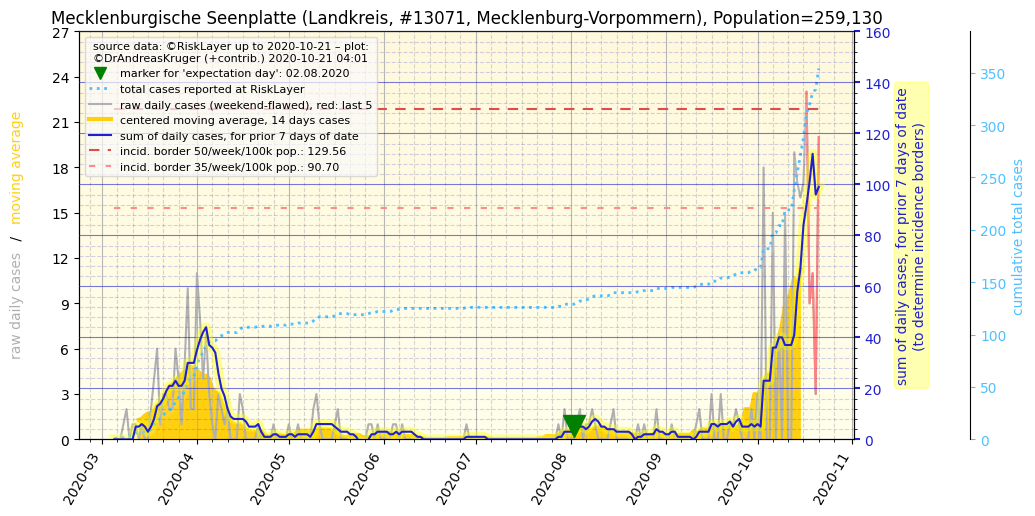 Mecklenburgische Seenplatte (Landkreis, #13071, Mecklenburg-Vorpommern), Population=259,130
source data: ©RiskLayer up to 2020-10-21 – plot:
©DrAndreasKruger (+contrib.) 2020-10-21 04:01
marker for 'expectation day': 02.08.2020
total cases reported at RiskLayer
raw daily cases (weekend-flawed), red: last 5
centered moving average, 14 days cases
sum of daily cases, for prior 7 days of date
incid. border 50/week/100k pop.: 129.56
incid. border 35/week/100k pop.: 90.70
raw daily cases / moving average
27
24
21
18
15
12
9
6
3
0
2020-03
2020-04
2020-05
2020-06
2020-07
2020-08
2020-09
2020-10
2020-11
160
140
120
100
80
60
40
20
0
sum of daily cases, for prior 7 days of date
(to determine incidence borders)
350
300
250
200
150
100
50
0
cumulative total cases